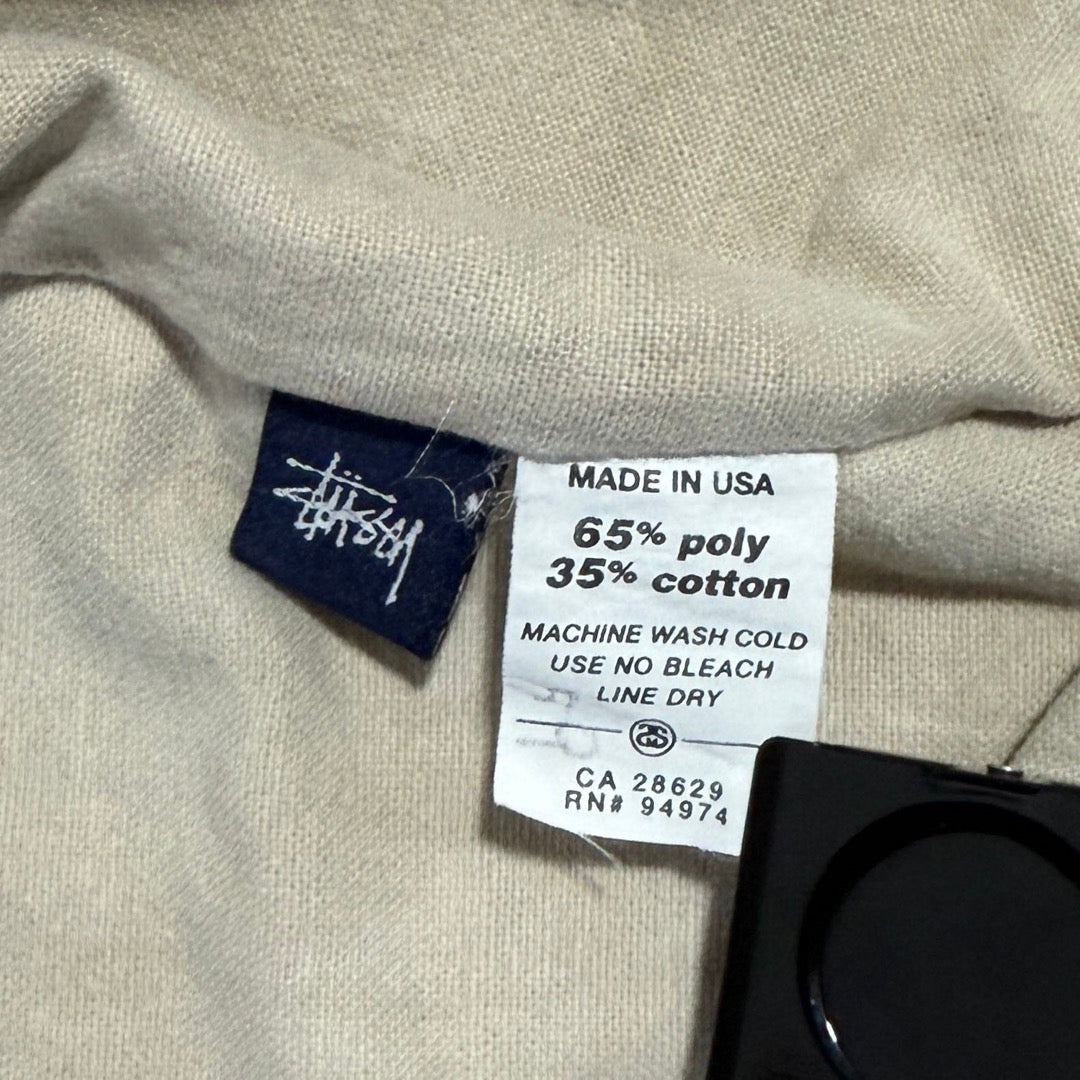 Stüssy
MADE IN USA
65% poly
35% cotton
MACHINE WASH COLD
USE NO BLEACH
LINE DRY
CA 28629
RN# 94974